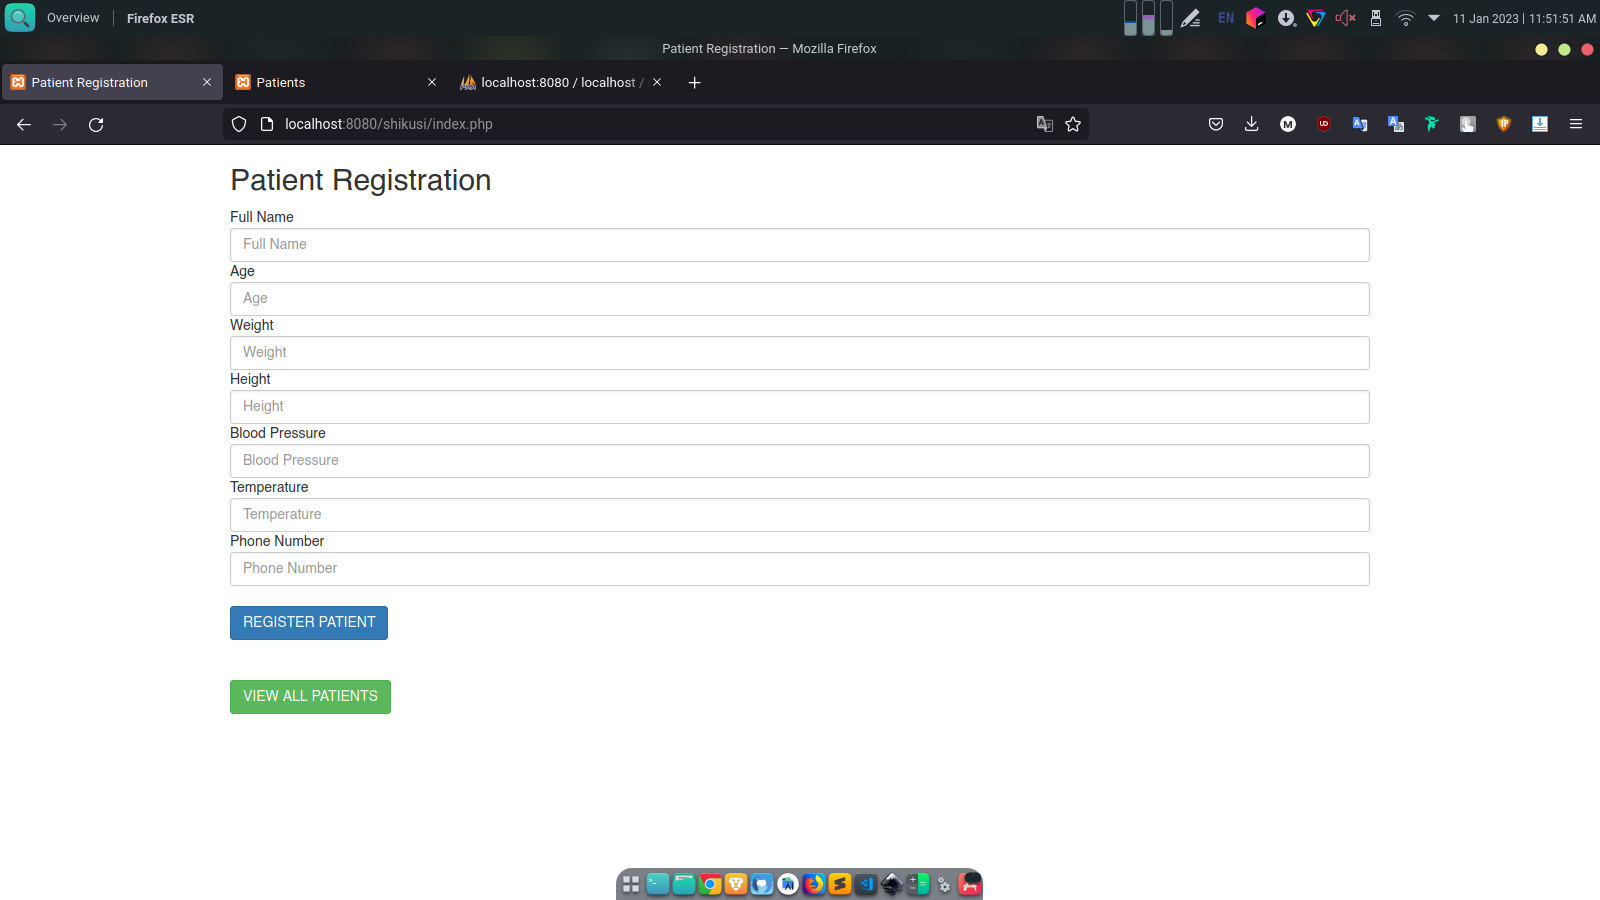 Overview
Firefox ESR
EN
11 Jan 2023 | 11:51:51 AM
Patient Registration — Mozilla Firefox
Patient Registration
Patients
localhost:8080 / localhost /
localhost:8080/shikusi/index.php
Patient Registration
Full Name
Full Name
Age
Age
Weight
Weight
Height
Height
Blood Pressure
Blood Pressure
Temperature
Temperature
Phone Number
Phone Number
REGISTER PATIENT
VIEW ALL PATIENTS